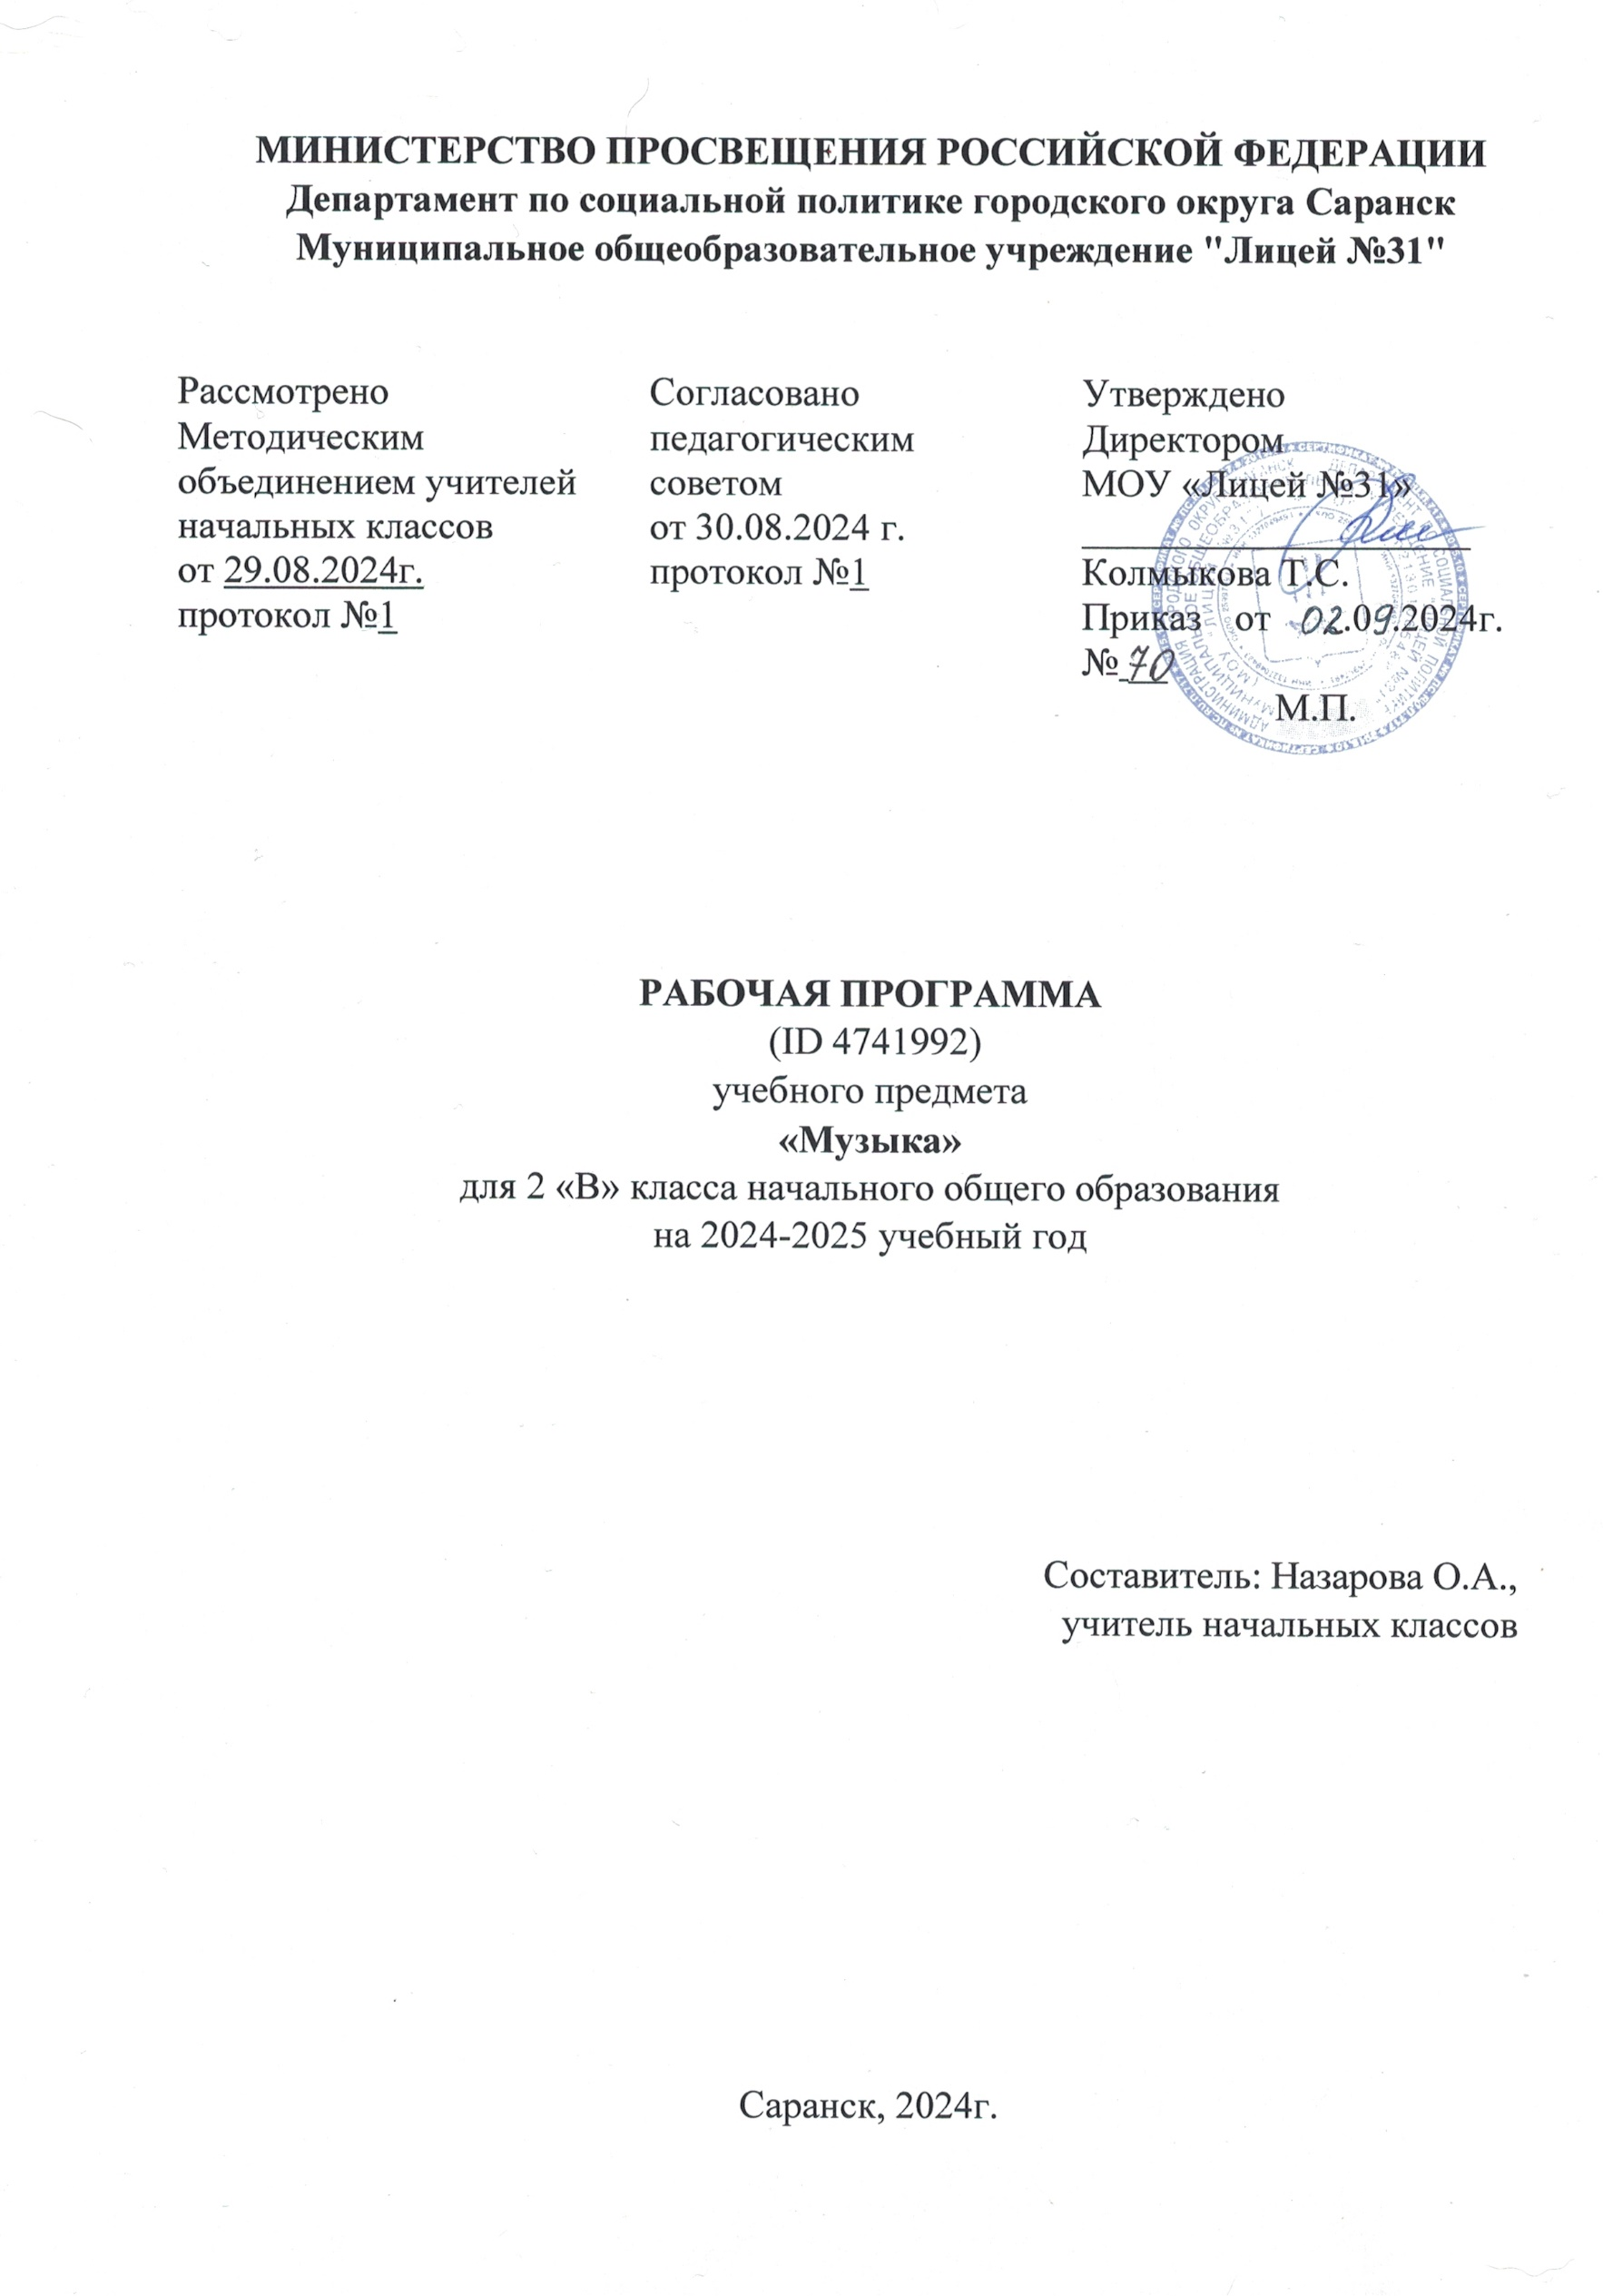 МИНИСТЕРСТВО ПРОСВЕЩЕНИЯ РОССИЙСКОЙ ФЕДЕРАЦИИ
Департамент по социальной политике городского округа Саранск
Муниципальное общеобразовательное учреждение "Лицей №31"
Рассмотрено
Методическим
объединением учителей
начальных классов
от 29.08.2024г.
протокол №1
Согласовано
педагогическим
советом
от 30.08.2024 г.
протокол №1
Утверждено
Директором
МОУ «Лицей №31»
Колмыкова Т.С.
Приказ от 02.09.2024г.
№ 70
М.П.
РАБОЧАЯ ПРОГРАММА
(ID 4741992)
учебного предмета
«Музыка»
для 2 «В» класса начального общего образования
на 2024-2025 учебный год
Составитель: Назарова О.А.,
учитель начальных классов
Саранск, 2024г.